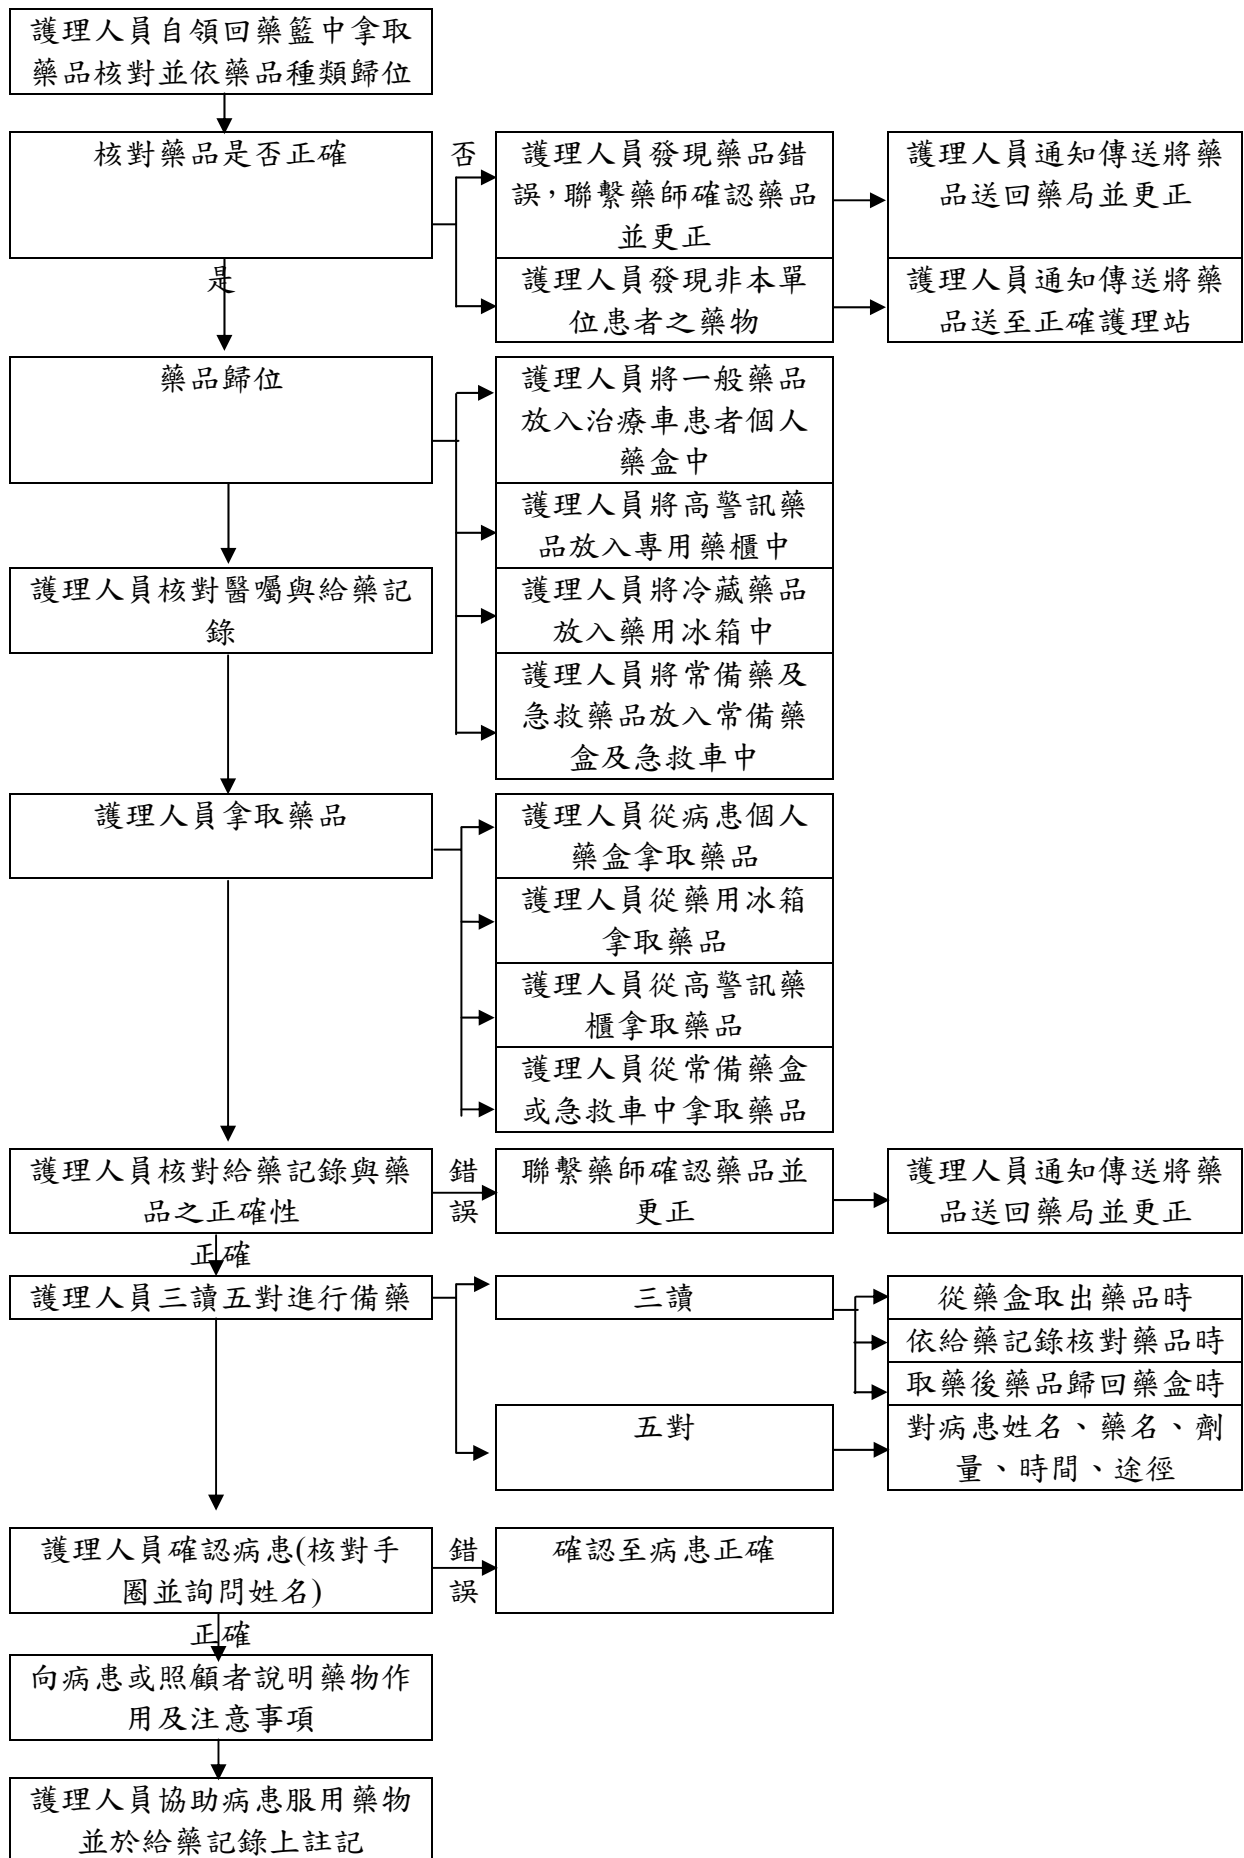 護理人員自領回藥籃中拿取
藥品核對並依藥品種類歸位
核對藥品是否正確
否
護理人員發現藥品錯
誤，聯繫藥師確認藥品
並更正
護理人員通知傳送將藥
品送回藥局並更正
是
護理人員發現非本單
位患者之藥物
護理人員通知傳送將藥
品送至正確護理站
藥品歸位
護理人員將一般藥品
放入治療車患者個人
藥盒中
護理人員將高警訊藥
品放入專用藥櫃中
護理人員將冷藏藥品
放入藥用冰箱中
護理人員將常備藥及
急救藥品放入常備藥
盒及急救車中
護理人員核對醫囑與給藥記
錄
護理人員拿取藥品
護理人員從病患個人
藥盒拿取藥品
護理人員從藥用冰箱
拿取藥品
護理人員從高警訊藥
櫃拿取藥品
護理人員從常備藥盒
或急救車中拿取藥品
護理人員核對給藥記錄與藥
品之正確性
錯
誤
聯繫藥師確認藥品並
更正
護理人員通知傳送將藥
品送回藥局並更正
正確
護理人員三讀五對進行備藥
三讀
從藥盒取出藥品時
依給藥記錄核對藥品時
取藥後藥品歸回藥盒時
五對
對病患姓名、藥名、劑
量、時間、途徑
護理人員確認病患(核對手
圈並詢問姓名)
錯
誤
確認至病患正確
正確
向病患或照顧者說明藥物作
用及注意事項
護理人員協助病患服用藥物
並於給藥記錄上註記